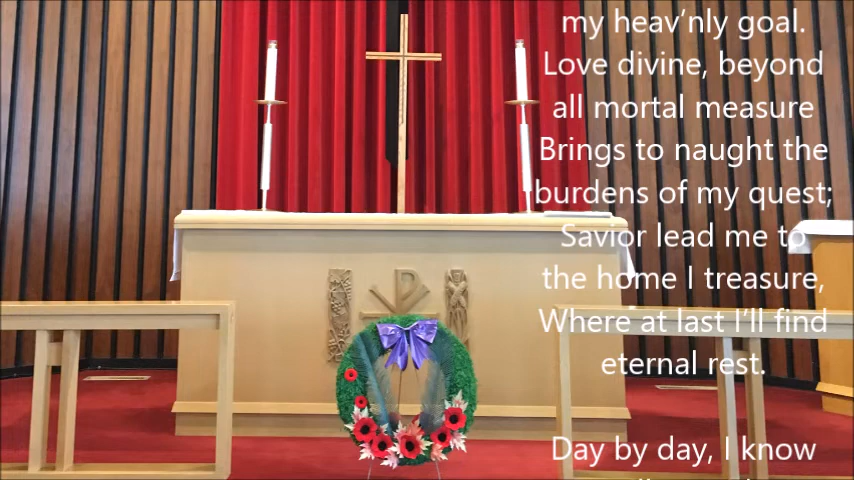 my heav’nly goal.
Love divine, beyond
all mortal measure
Brings to naught the
burdens of my quest;
Savior lead me to
the home I treasure,
Where at last I’ll find
eternal rest.
Day by day, I know